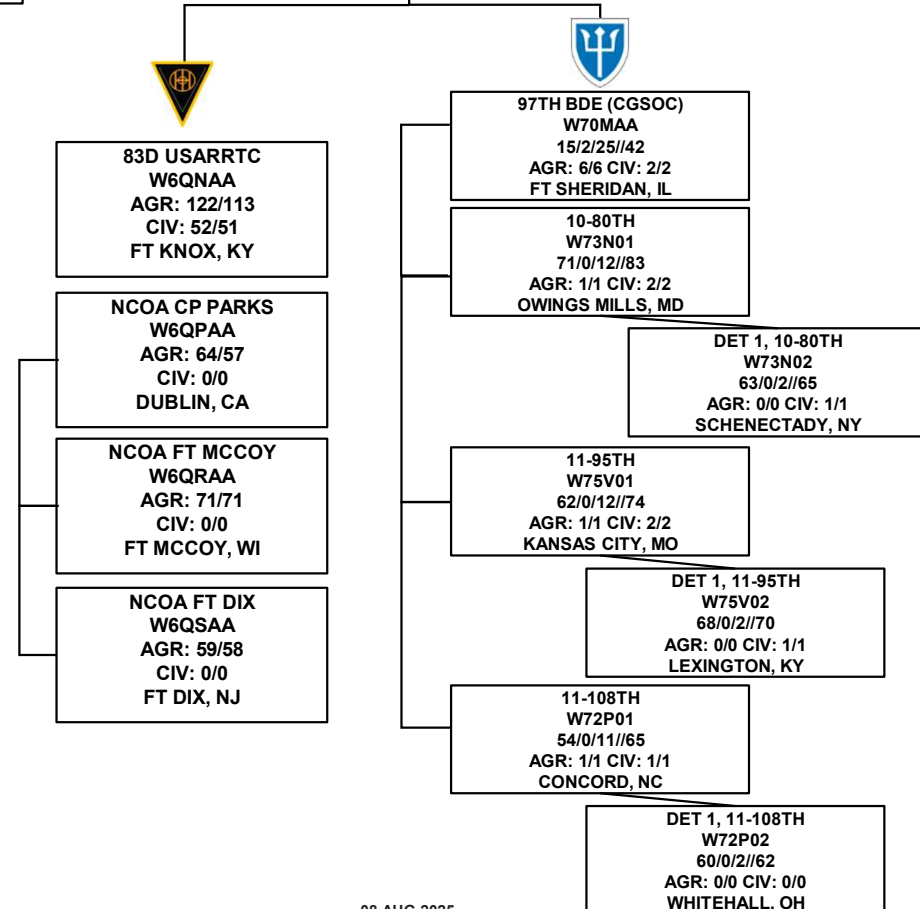 83D USARRTC
W6QNAA
AGR: 122/113
CIV: 52/51
FT KNOX, KY
NCOA CP PARKS
W6QPAA
AGR: 64/57
CIV: 0/0
DUBLIN, CA
NCOA FT MCCOY
W6QRAA
AGR: 71/71
CIV: 0/0
FT MCCOY, WI
NCOA FT DIX
W6QSAA
AGR: 59/58
CIV: 0/0
FT DIX, NJ
97TH BDE (CGSOC)
W70MAA
15/2/25//42
AGR: 6/6 CIV: 2/2
FT SHERIDAN, IL
10-80TH
W73N01
71/0/12//83
AGR: 1/1 CIV: 2/2
OWINGS MILLS, MD
DET 1, 10-80TH
W73N02
63/0/2//65
AGR: 0/0 CIV: 1/1
SCHENECTADY, NY
11-95TH
W75V01
62/0/12//74
AGR: 1/1 CIV: 2/2
KANSAS CITY, MO
DET 1, 11-95TH
W75V02
68/0/2//70
AGR: 0/0 CIV: 1/1
LEXINGTON, KY
11-108TH
W72P01
54/0/11//65
AGR: 1/1 CIV: 1/1
CONCORD, NC
DET 1, 11-108TH
W72P02
60/0/2//62
AGR: 0/0 CIV: 0/0
WHITEHALL, OH
08 AUG 2025